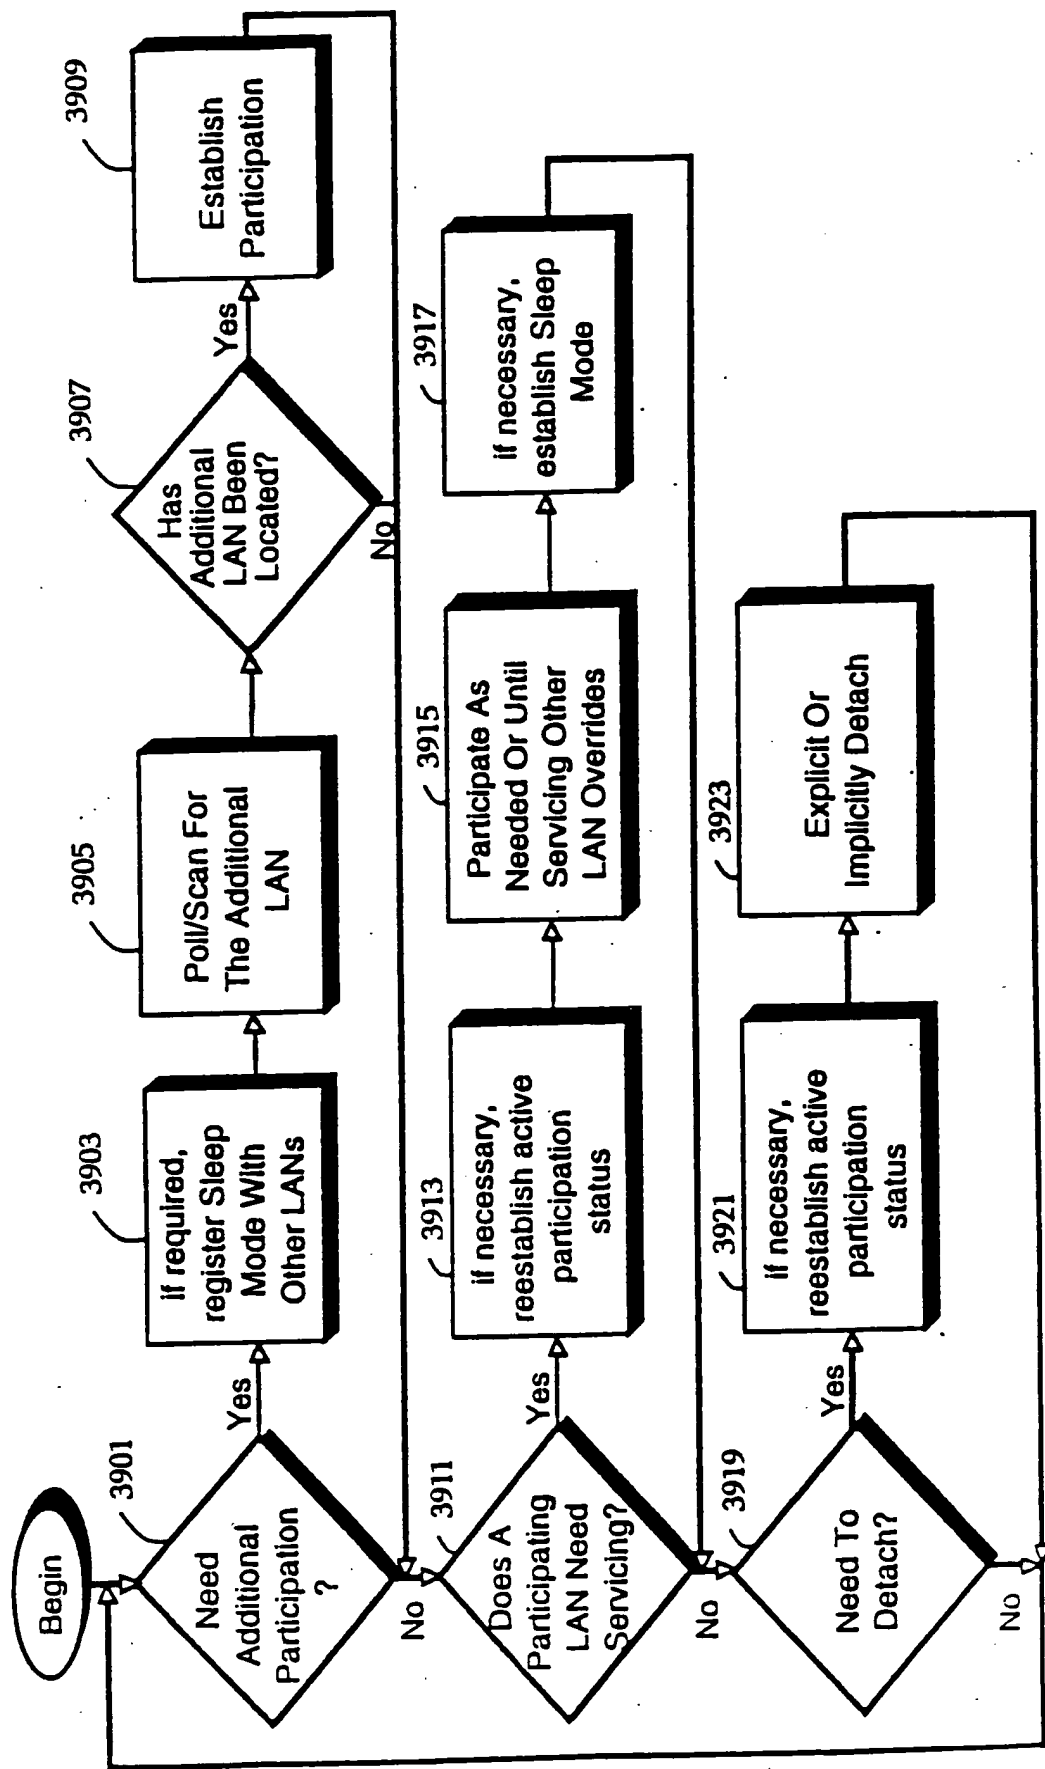 Begin
3901
Need
Additional
Participation
?
Yes
No
3903
if required,
register Sleep
Mode With
Other LANs
3905
Poll/Scan For
The Additional
LAN
3907
Has
Additional
LAN Been
Located?
Yes
No
3909
Establish
Participation
3911
Does A
Participating
LAN Need
Servicing?
Yes
No
3913
if necessary,
reestablish active
participation
status
3915
Participate As
Needed Or Until
Servicing Other
LAN Overrides
3917
if necessary,
establish Sleep
Mode
3919
Need To
Detach?
Yes
No
3921
if necessary,
reestablish active
participation
status
3923
Explicit Or
Implicitly Detach